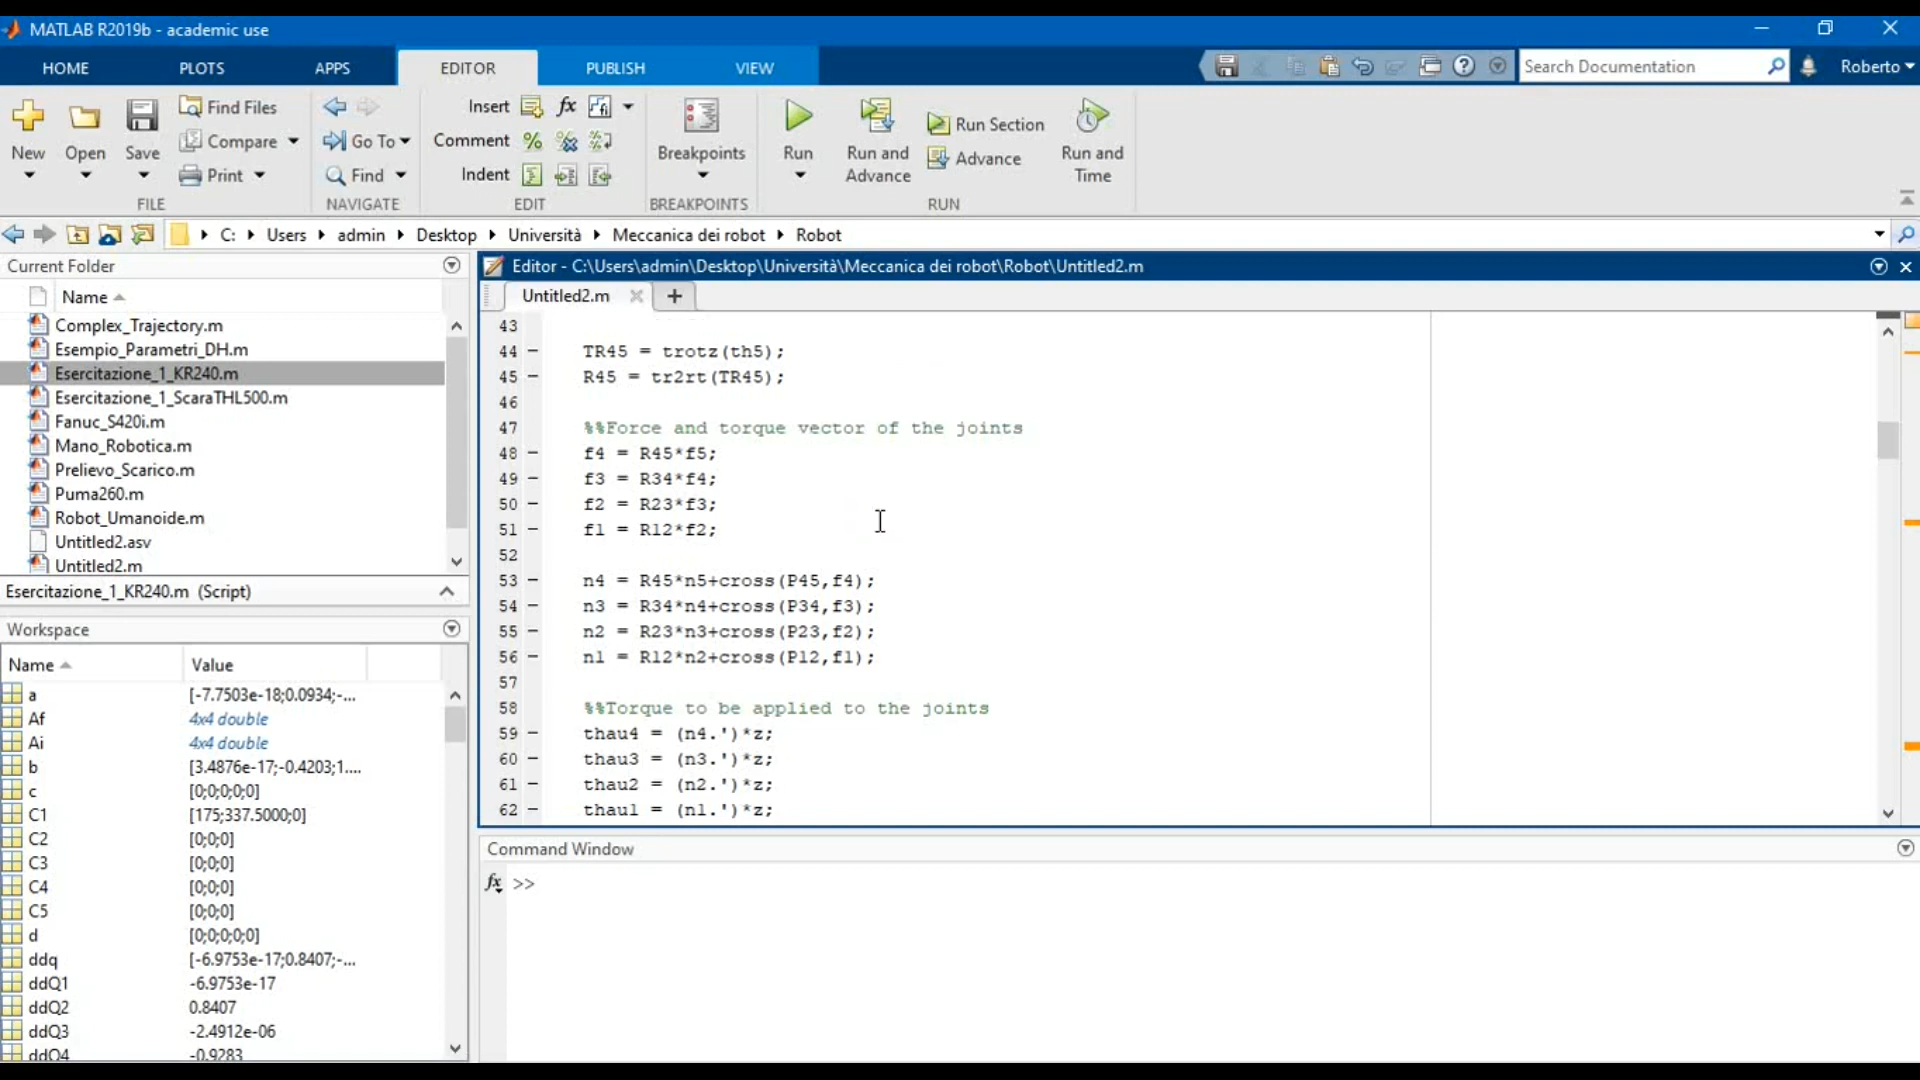 MATLAB R2019b - academic use
HOME PLOTS APPS EDITOR PUBLISH VIEW Search Documentation Roberto
Find Files Insert fx
New Open Save Compare Go To Comment Breakpoints Run Run and Advance Run Section Advance Run and Time
Print Find Indent
FILE NAVIGATE EDIT BREAKPOINTS RUN
C: Users admin Desktop Università Meccanica dei robot Robot
Current Folder
Name
Complex_Trajectory.m
Esempio_Parametri_DH.m
Esercitazione_1_KR240.m
Esercitazione_1_ScaraTHL500.m
Fanuc_S420i.m
Mano_Robotica.m
Prelievo_Scarico.m
Puma260.m
Robot_Umanoide.m
Untitled2.asv
Untitled2.m
Esercitazione_1_KR240.m (Script)
Workspace
Name Value
a [-7.7503e-18;0.0934;-...
Af 4x4 double
Ai 4x4 double
b [3.4876e-17;-0.4203;1....
c [0;0;0;0;0]
C1 [175;337.5000;0]
C2 [0;0;0]
C3 [0;0;0]
C4 [0;0;0]
C5 [0;0;0]
d [0;0;0;0;0]
ddq [-6.9753e-17;0.8407;-...
ddQ1 -6.9753e-17
ddQ2 0.8407
ddQ3 -2.4912e-06
ddQ4 -0.9283
Editor - C:\Users\admin\Desktop\Università\Meccanica dei robot\Robot\Untitled2.m
Untitled2.m +
43
44 - TR45 = trotz(th5);
45 - R45 = tr2rt(TR45);
46
47 %%Force and torque vector of the joints
48 - f4 = R45*f5;
49 - f3 = R34*f4;
50 - f2 = R23*f3;
51 - f1 = R12*f2;
52
53 - n4 = R45*n5+cross(P45,f4);
54 - n3 = R34*n4+cross(P34,f3);
55 - n2 = R23*n3+cross(P23,f2);
56 - n1 = R12*n2+cross(P12,f1);
57
58 %%Torque to be applied to the joints
59 - thau4 = (n4.')*z;
60 - thau3 = (n3.')*z;
61 - thau2 = (n2.')*z;
62 - thau1 = (n1.')*z;
Command Window
fx >>